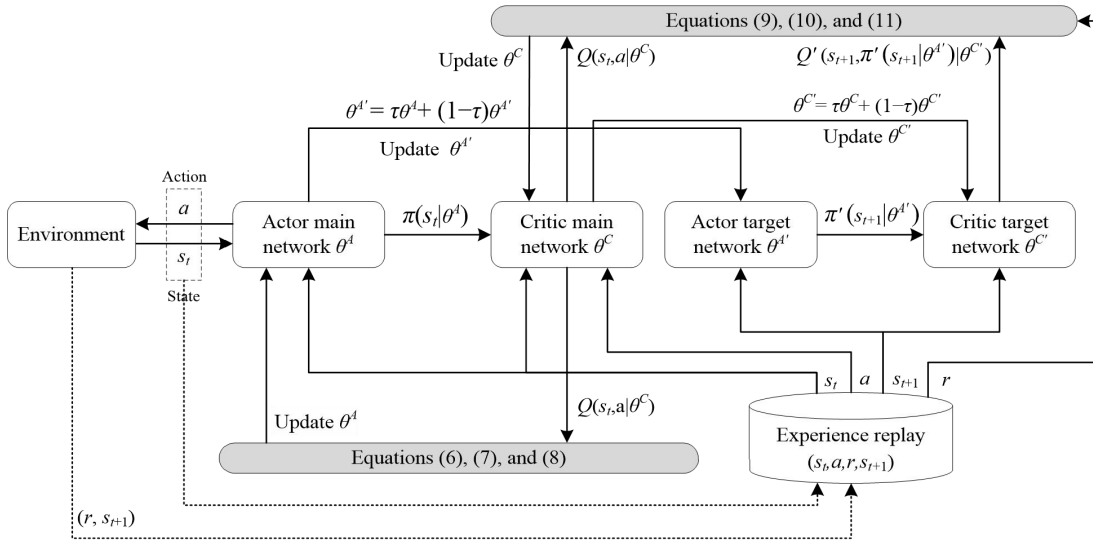 Equations (9), (10), and (11)
Update θ^C
Q(s_t,a|θ^C)
Q′(s_{t+1},π′(s_{t+1}|θ^{A′})|θ^{C′})
θ^{A′}= τθ^A+ (1−τ)θ^{A′}
Update θ^{A′}
θ^{C′}= τθ^C+ (1−τ)θ^{C′}
Update θ^{C′}
Action
a
s_t
State
Environment
Actor main
network θ^A
π(s_t|θ^A)
Critic main
network θ^C
Actor target
network θ^{A′}
π′(s_{t+1}|θ^{A′})
Critic target
network θ^{C′}
s_t
a
s_{t+1}
r
Update θ^A
Q(s_t,a|θ^C)
Equations (6), (7), and (8)
Experience replay
(s_t,a,r,s_{t+1})
(r, s_{t+1})